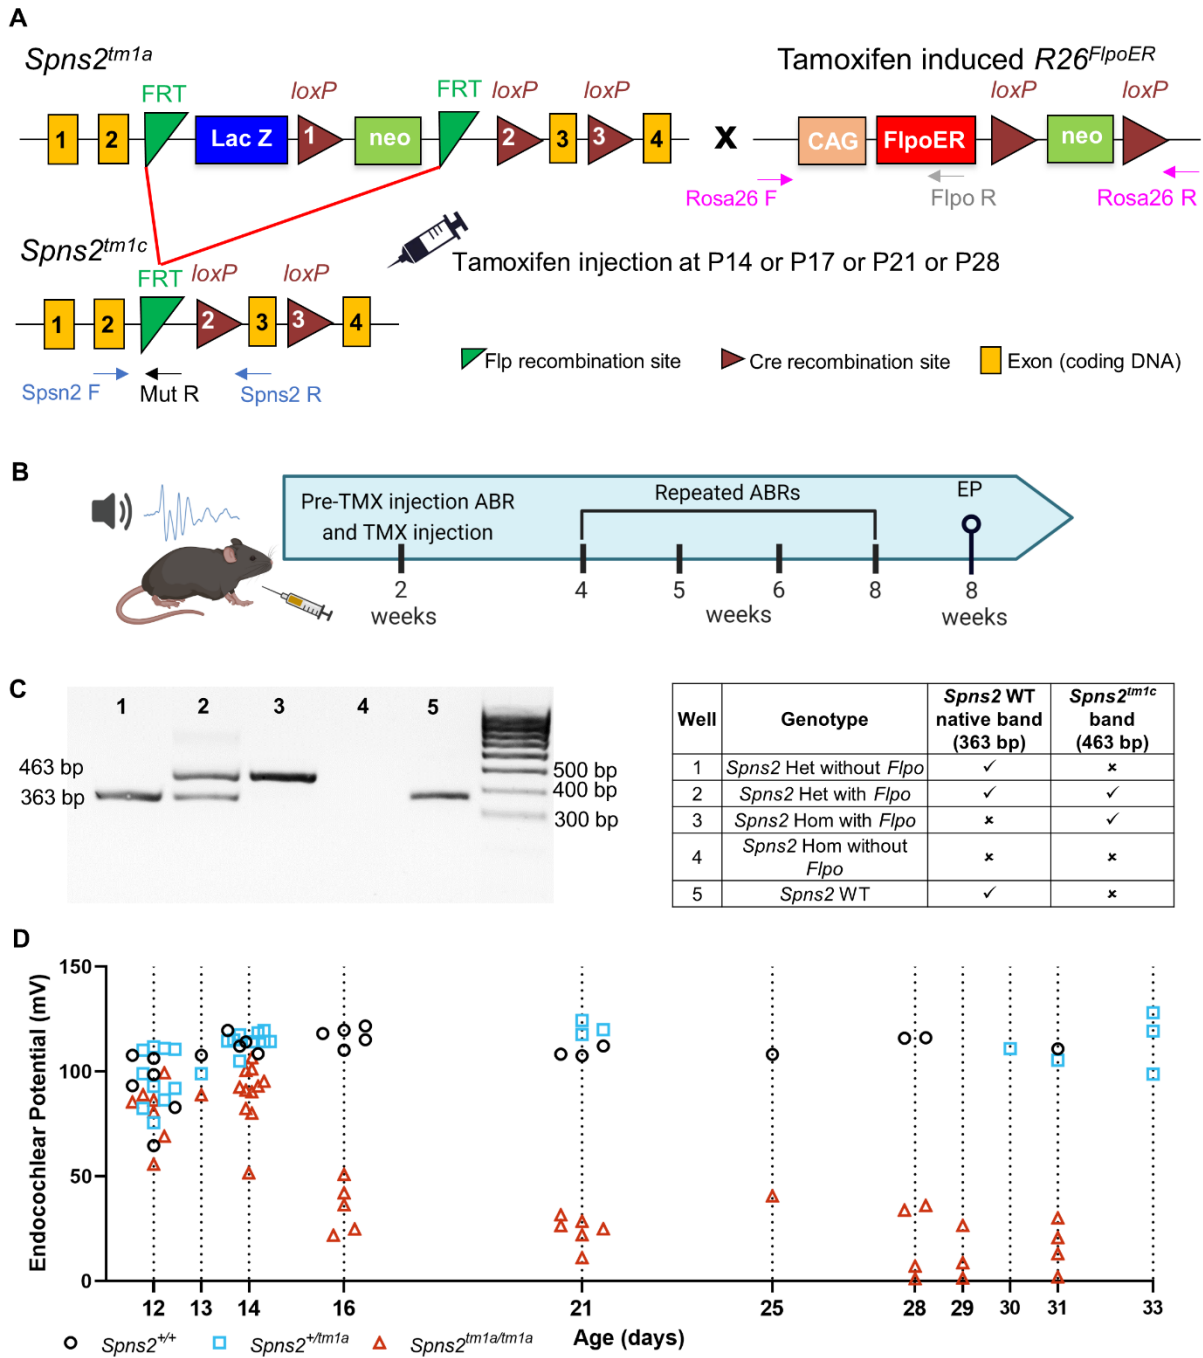 A
Spns2tm1a
Tamoxifen induced R26FlpoER
FRT
loxP
FRT
loxP
loxP
loxP
loxP
1
2
Lac Z
1
neo
2
3
3
4
x
CAG
FlpoER
neo
Rosa26 F
Flpo R
Rosa26 R
Spns2tm1c
FRT
loxP
loxP
Tamoxifen injection at P14 or P17 or P21 or P28
1
2
2
3
3
4
Spsn2 F
Mut R
Spns2 R
Flp recombination site
Cre recombination site
Exon (coding DNA)
B
Pre-TMX injection ABR
and TMX injection
Repeated ABRs
EP
2
weeks
4
5
6
8
weeks
8
weeks
C
1
2
3
4
5
463 bp
363 bp
500 bp
400 bp
300 bp
Well
Genotype
Spns2 WT
native band
(363 bp)
Spns2tm1c
band
(463 bp)
1 Spns2 Het without Flpo ✓ ×
2 Spns2 Het with Flpo ✓ ✓
3 Spns2 Hom with Flpo × ✓
4 Spns2 Hom without
Flpo × ×
5 Spns2 WT ✓ ×
D
Endocochlear Potential (mV)
150
100
50
0
12
13
14
16
21
25
28
29
30
31
33
Age (days)
Spns2+/+
Spns2+/tm1a
Spns2tm1a/tm1a